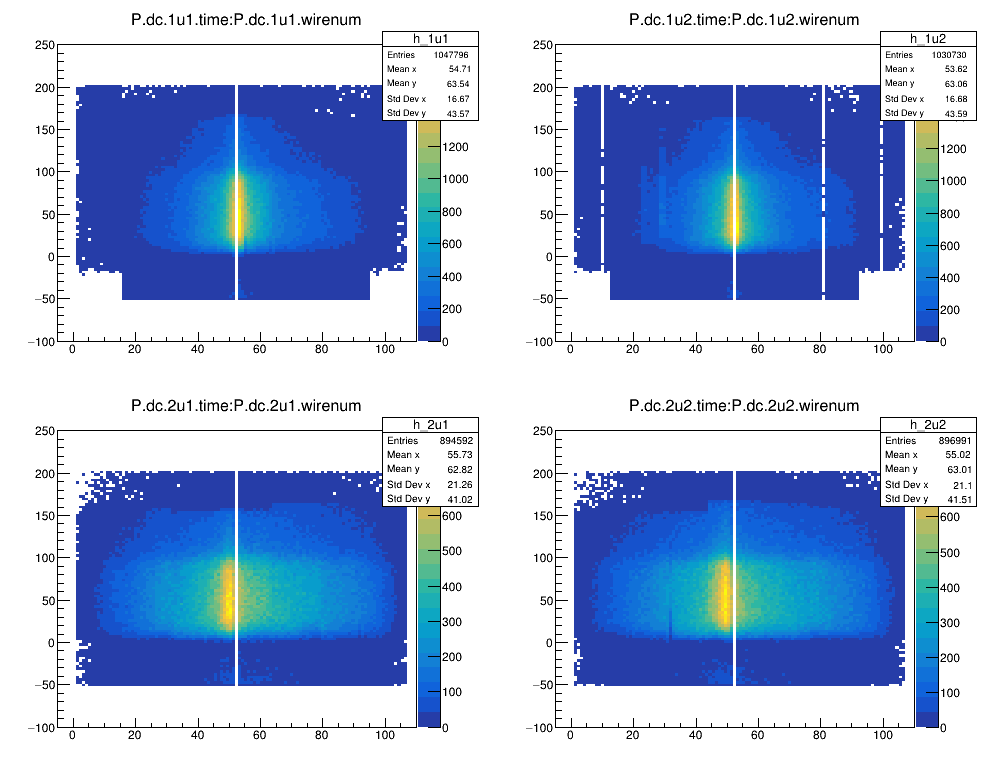 P.dc.1u1.time:P.dc.1u1.wirenum
h_1u1
Entries 1047796
Mean x 54.71
Mean y 63.54
Std Dev x 16.67
Std Dev y 43.57
250
200
150
100
50
0
−50
−100
0 20 40 60 80 100
1200
1000
800
600
400
200
0
P.dc.1u2.time:P.dc.1u2.wirenum
h_1u2
Entries 1030730
Mean x 53.62
Mean y 63.06
Std Dev x 16.68
Std Dev y 43.59
250
200
150
100
50
0
−50
−100
0 20 40 60 80 100
1200
1000
800
600
400
200
0
P.dc.2u1.time:P.dc.2u1.wirenum
h_2u1
Entries 894592
Mean x 55.73
Mean y 62.82
Std Dev x 21.26
Std Dev y 41.02
250
200
150
100
50
0
−50
−100
0 20 40 60 80 100
600
500
400
300
200
100
0
P.dc.2u2.time:P.dc.2u2.wirenum
h_2u2
Entries 896991
Mean x 55.02
Mean y 63.01
Std Dev x 21.1
Std Dev y 41.51
250
200
150
100
50
0
−50
−100
0 20 40 60 80 100
600
500
400
300
200
100
0